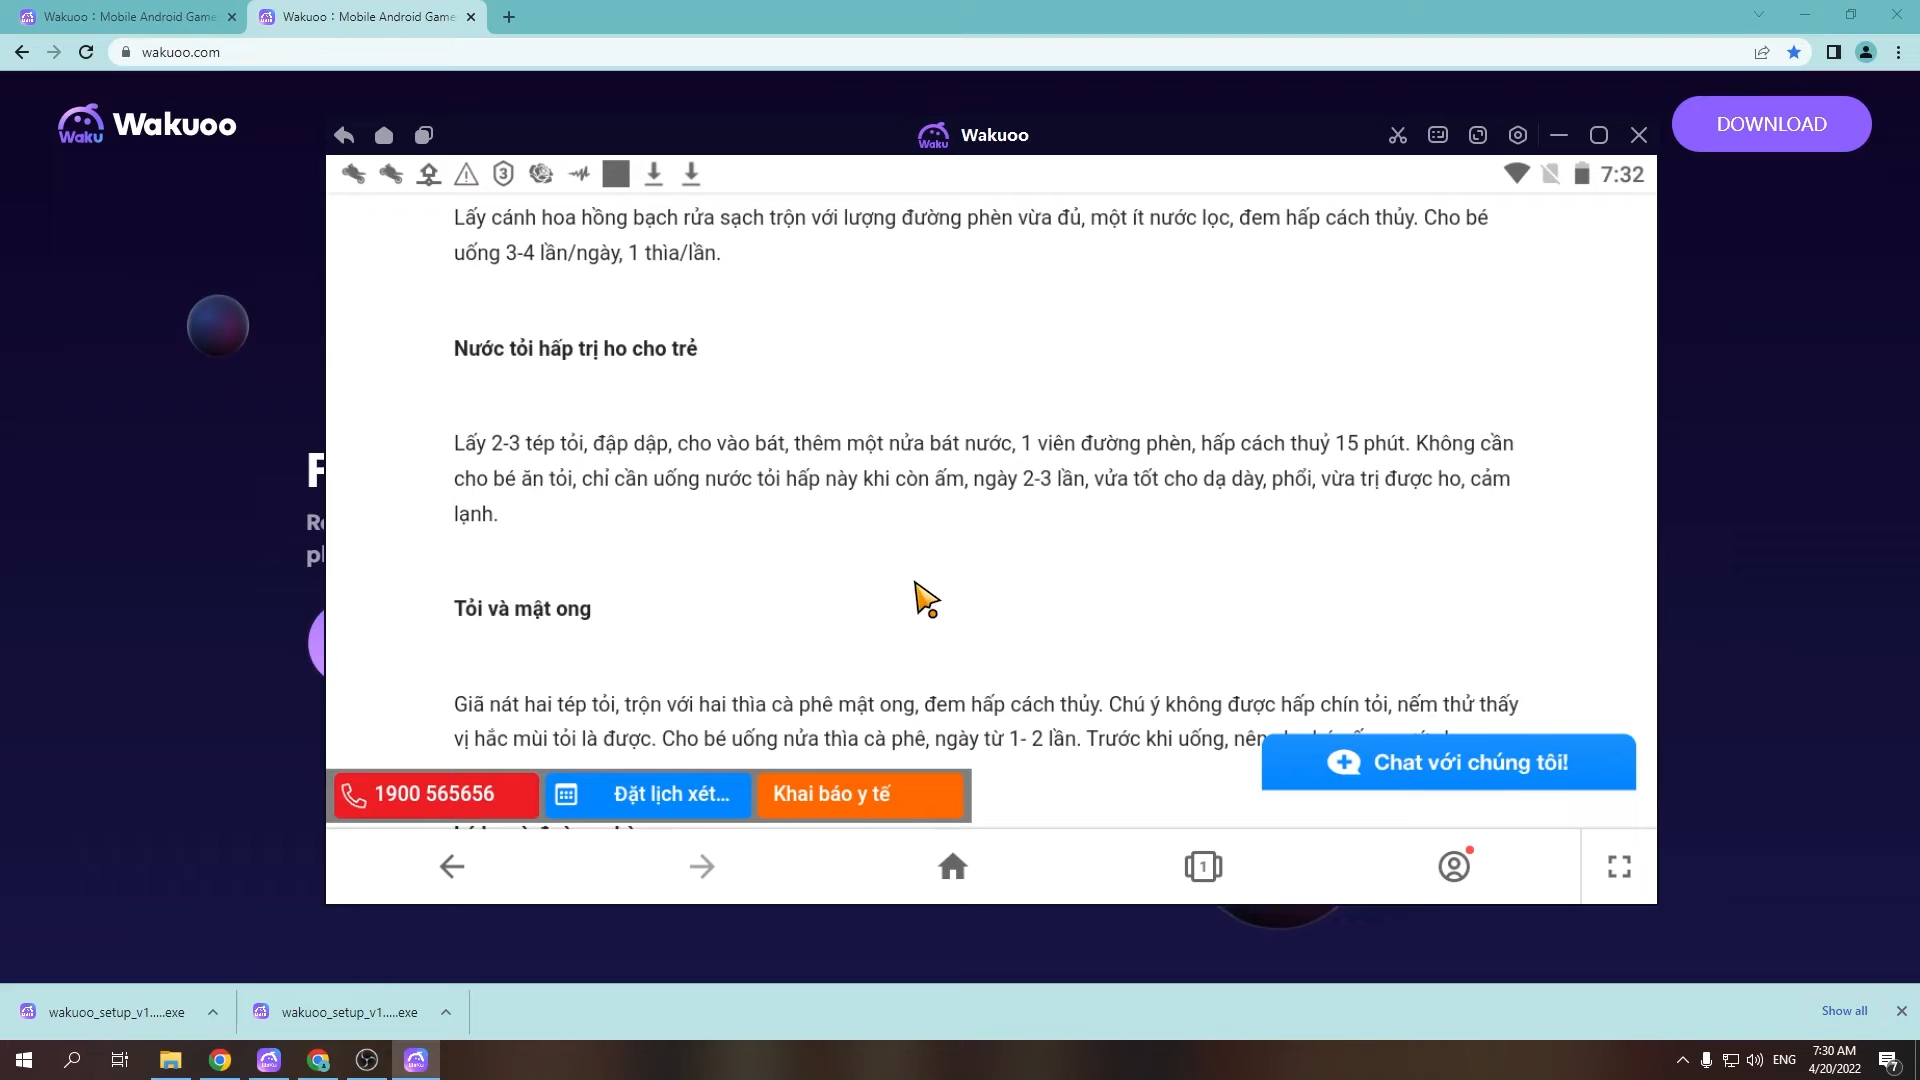 Wakuoo : Mobile Android Game
Wakuoo : Mobile Android Game
wakuoo.com
Waku Wakuoo
Waku Wakuoo
DOWNLOAD
3
7:32
Lấy cánh hoa hồng bạch rửa sạch trộn với lượng đường phèn vừa đủ, một ít nước lọc, đem hấp cách thủy. Cho bé
uống 3-4 lần/ngày, 1 thìa/lần.
Nước tỏi hấp trị ho cho trẻ
Lấy 2-3 tép tỏi, đập dập, cho vào bát, thêm một nửa bát nước, 1 viên đường phèn, hấp cách thuỷ 15 phút. Không cần
cho bé ăn tỏi, chỉ cần uống nước tỏi hấp này khi còn ấm, ngày 2-3 lần, vửa tốt cho dạ dày, phổi, vừa trị được ho, cảm
lạnh.
Tỏi và mật ong
Giã nát hai tép tỏi, trộn với hai thìa cà phê mật ong, đem hấp cách thủy. Chú ý không được hấp chín tỏi, nếm thử thấy
vị hắc mùi tỏi là được. Cho bé uống nửa thìa cà phê, ngày từ 1- 2 lần. Trước khi uống,
Chat với chúng tôi!
1900 565656
Đặt lịch xét...
Khai báo y tế
1
wakuoo_setup_v1.....exe
wakuoo_setup_v1.....exe
Show all
ENG
7:30 AM
4/20/2022
7